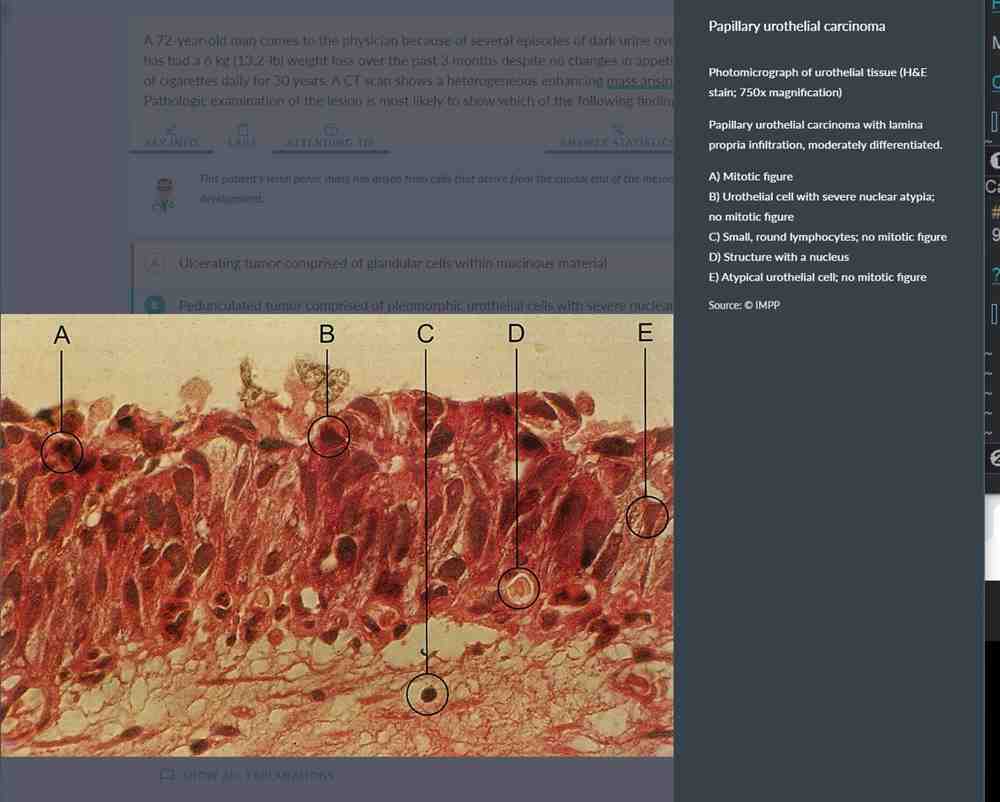 A 72-year-old man comes to the physician because of several episodes of dark urine ove
has had a 6 kg (13.2-lb) weight loss over the past 3 months despite no changes in appeti
of cigarettes daily for 30 years. A CT scan shows a heterogeneous enhancing mass arisin
Pathologic examination of the lesion is most likely to show which of the following findin
KEY INFO
LABS
ATTENDING TIP
ANSWER STATISTICS
This patient's renal pelvic mass has arisen from cells that derive from the caudal end of the meson
development.
A Ulcerating tumor comprised of glandular cells within mucinous material
B Pedunculated tumor comprised of pleomorphic urothelial cells with severe nuclear
A B C D E
SHOW ALL EXPLANATIONS
Papillary urothelial carcinoma
Photomicrograph of urothelial tissue (H&E
stain; 750x magnification)
Papillary urothelial carcinoma with lamina
propria infiltration, moderately differentiated.
A) Mitotic figure
B) Urothelial cell with severe nuclear atypia;
no mitotic figure
C) Small, round lymphocytes; no mitotic figure
D) Structure with a nucleus
E) Atypical urothelial cell; no mitotic figure
Source: © IMPP